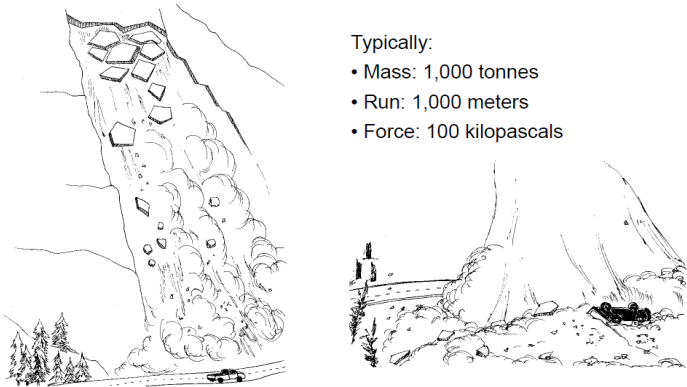 Typically:
• Mass: 1,000 tonnes
• Run: 1,000 meters
• Force: 100 kilopascals